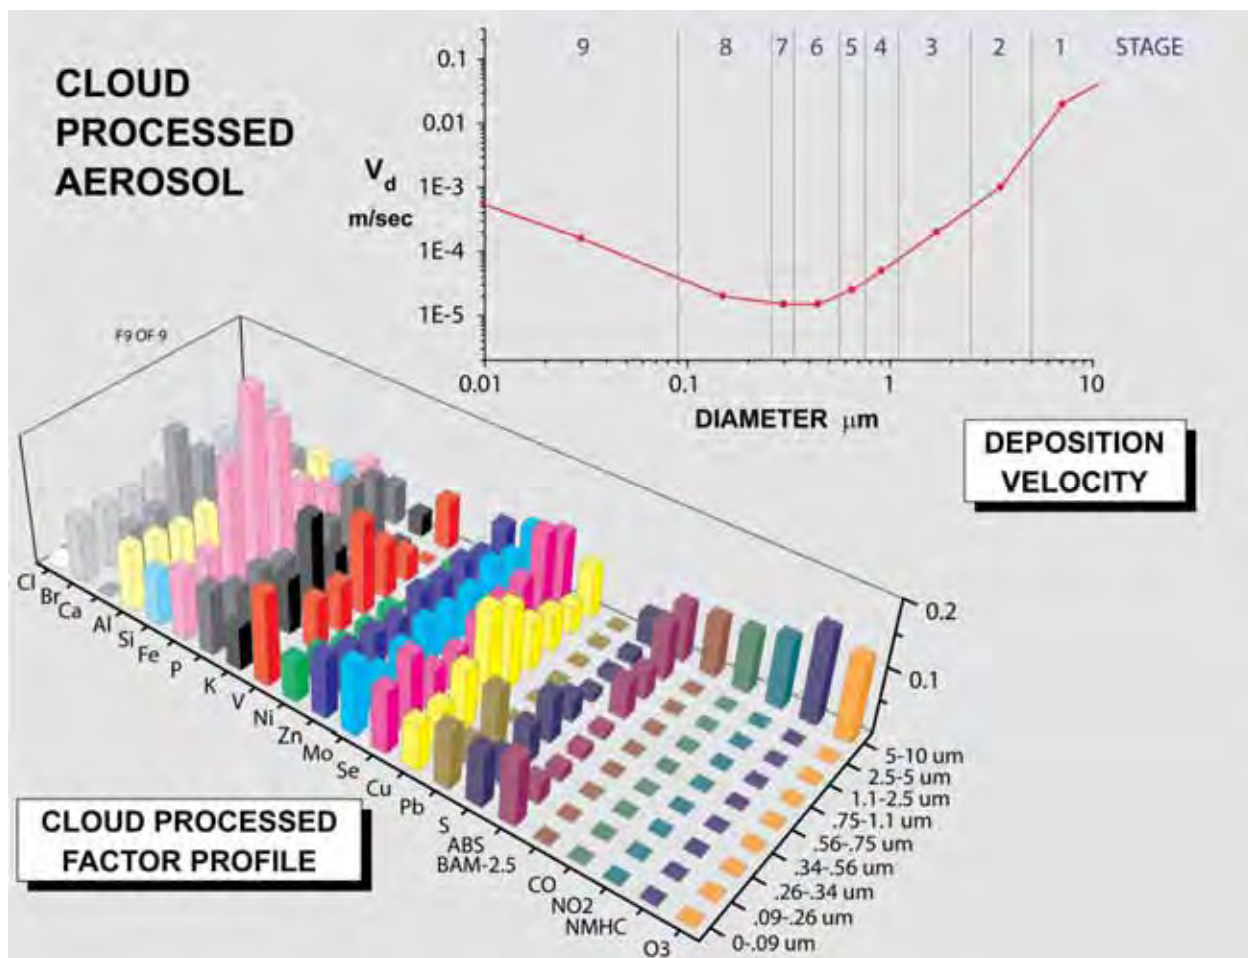 CLOUD
PROCESSED
AEROSOL
9 8 7 6 5 4 3 2 1 STAGE
0.1
0.01
1E-3
1E-4
1E-5
V_d
m/sec
0.01 0.1 1 10
DIAMETER μm
DEPOSITION
VELOCITY
F9 OF 9
0.2
0.1
Cl
Br
Ca
Al
Si
Fe
P
K
V
Ni
Zn
Mo
Se
Cu
Pb
S
ABS
BAM-2.5
CO
NO2
NMHC
O3
5-10 um
2.5-5 um
1.1-2.5 um
.75-1.1 um
.56-.75 um
.34-.56 um
.26-.34 um
.09-.26 um
0-.09 um
CLOUD PROCESSED
FACTOR PROFILE